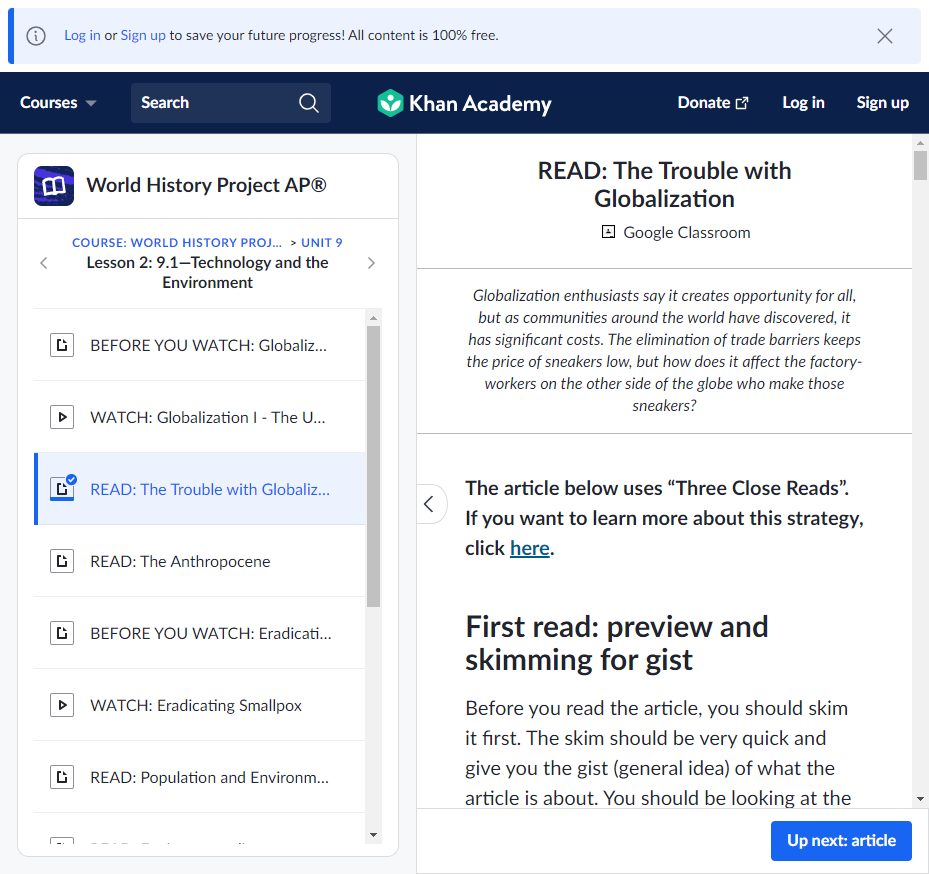 Log in or Sign up to save your future progress! All content is 100% free.
Courses
Search
Khan Academy
Donate
Log in
Sign up
World History Project AP®
COURSE: WORLD HISTORY PROJ... > UNIT 9
Lesson 2: 9.1—Technology and the
Environment
BEFORE YOU WATCH: Globaliz...
WATCH: Globalization I - The U...
READ: The Trouble with Globaliz...
READ: The Anthropocene
BEFORE YOU WATCH: Eradicati...
WATCH: Eradicating Smallpox
READ: Population and Environm...
READ: The Trouble with
Globalization
Google Classroom
Globalization enthusiasts say it creates opportunity for all,
but as communities around the world have discovered, it
has significant costs. The elimination of trade barriers keeps
the price of sneakers low, but how does it affect the factory-
workers on the other side of the globe who make those
sneakers?
The article below uses “Three Close Reads”.
If you want to learn more about this strategy,
click here.
First read: preview and
skimming for gist
Before you read the article, you should skim
it first. The skim should be very quick and
give you the gist (general idea) of what the
article is about. You should be looking at the
Up next: article